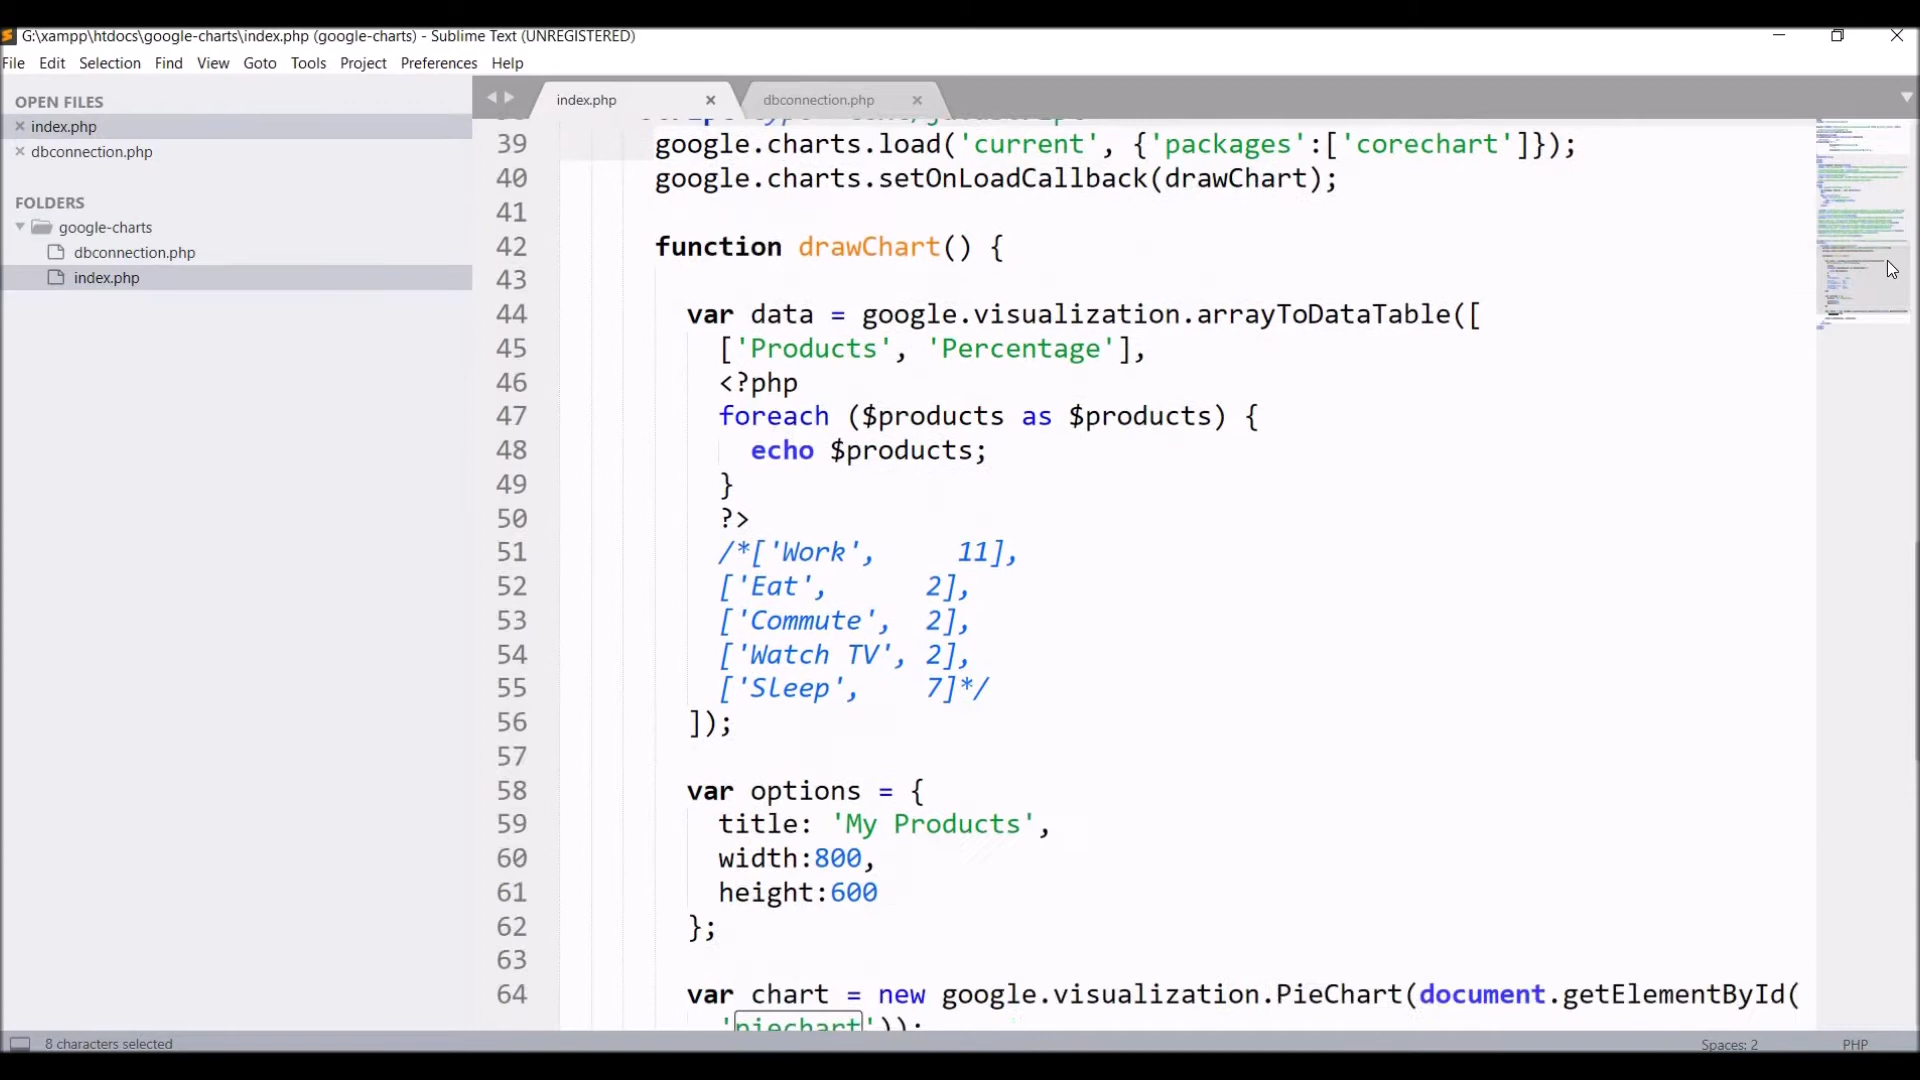 G:\xampp\htdocs\google-charts\index.php (google-charts) - Sublime Text (UNREGISTERED)
File Edit Selection Find View Goto Tools Project Preferences Help
OPEN FILES
index.php
dbconnection.php
FOLDERS
google-charts
dbconnection.php
index.php
index.php dbconnection.php
39 google.charts.load('current', {'packages':['corechart']});
40 google.charts.setOnLoadCallback(drawChart);
41
42 function drawChart() {
43
44 var data = google.visualization.arrayToDataTable([
45 ['Products', 'Percentage'],
46 <?php
47 foreach ($products as $products) {
48 echo $products;
49 }
50 ?>
51 /*['Work', 11],
52 ['Eat', 2],
53 ['Commute', 2],
54 ['Watch TV', 2],
55 ['Sleep', 7]*/
56 ]);
57
58 var options = {
59 title: 'My Products',
60 width:800,
61 height:600
62 };
63
64 var chart = new google.visualization.PieChart(document.getElementById(
'piechart'));
8 characters selected
Spaces: 2
PHP